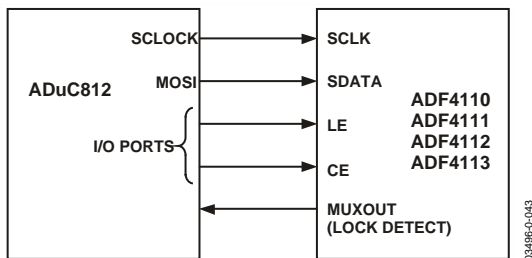 SCLOCK
MOSI
ADuC812
I/O PORTS
SCLK
SDATA
LE
CE
MUXOUT
(LOCK DETECT)
ADF4110
ADF4111
ADF4112
ADF4113
03496-0-043